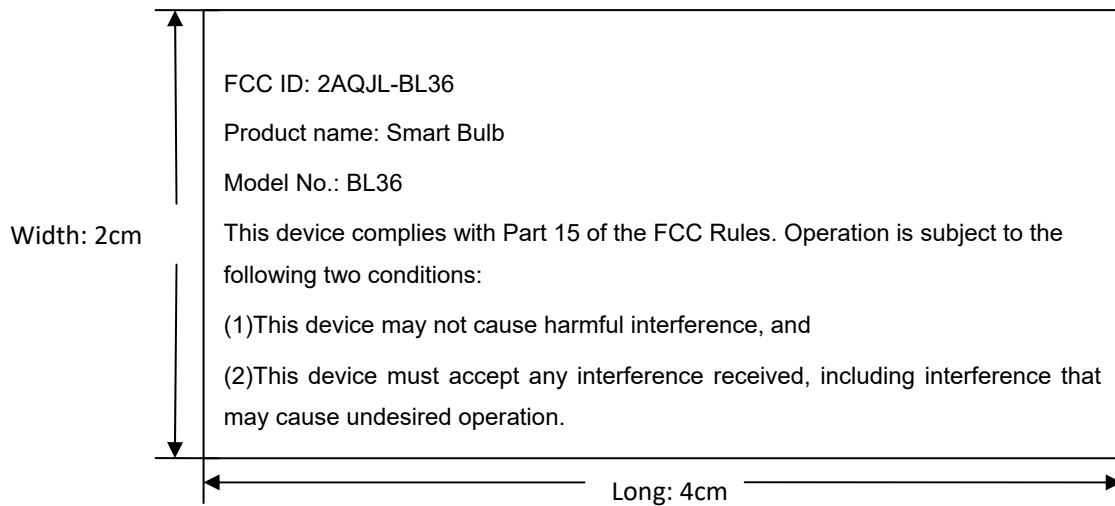 FCC ID: 2AQJL-BL36
Product name: Smart Bulb
Model No.: BL36
Width: 2cm
This device complies with Part 15 of the FCC Rules. Operation is subject to the
following two conditions:
(1)This device may not cause harmful interference, and
(2)This device must accept any interference received, including interference that
may cause undesired operation.
Long: 4cm